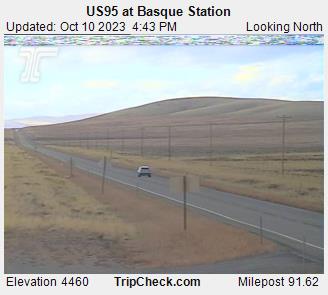 US95 at Basque Station
Updated: Oct 10 2023 4:43 PM Looking North
Elevation 4460 TripCheck.com Milepost 91.62